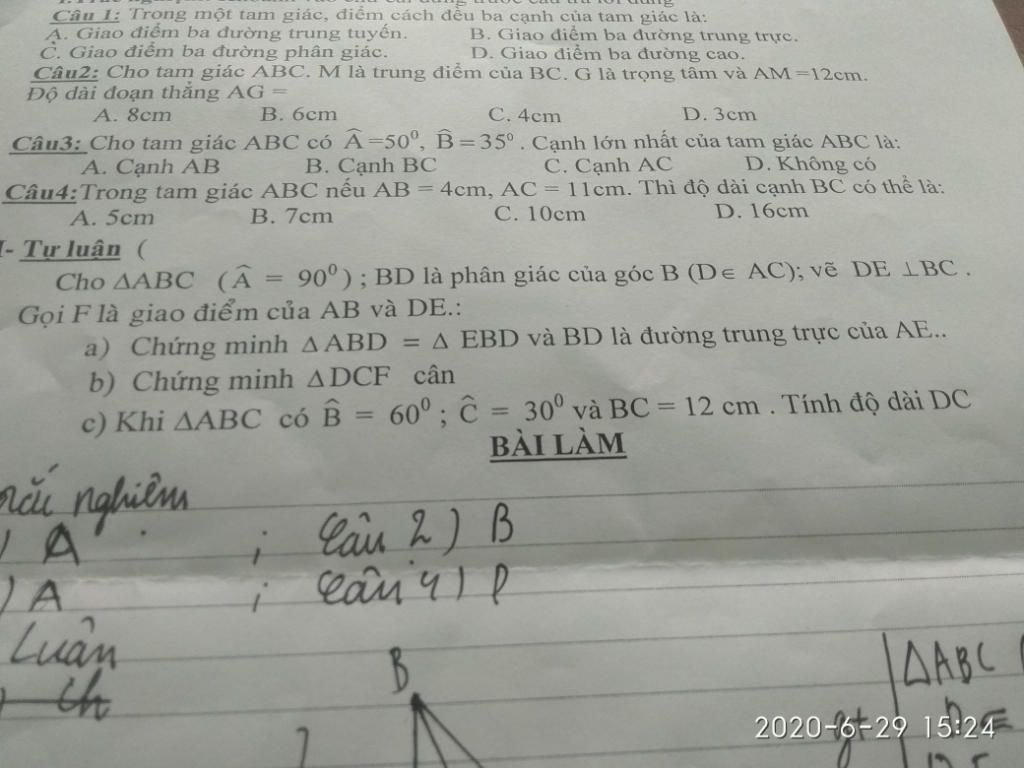 Câu 1: Trong một tam giác, điểm cách đều ba cạnh của tam giác là:
A. Giao điểm ba đường trung tuyến. B. Giao điểm ba đường trung trực.
C. Giao điểm ba đường phân giác. D. Giao điểm ba đường cao.
Câu2: Cho tam giác ABC. M là trung điểm của BC. G là trọng tâm và AM =12cm.
Độ dài đoạn thẳng AG =
A. 8cm B. 6cm C. 4cm D. 3cm
Câu3: Cho tam giác ABC có Â =50⁰, B̂ = 35⁰ . Cạnh lớn nhất của tam giác ABC là:
A. Cạnh AB B. Cạnh BC C. Cạnh AC D. Không có
Câu4:Trong tam giác ABC nếu AB = 4cm, AC = 11cm. Thì độ dài cạnh BC có thể là:
A. 5cm B. 7cm C. 10cm D. 16cm
I- Tự luận (
Cho ΔABC ( Â = 90⁰ ) ; BD là phân giác của góc B (D∈ AC); vẽ DE ⊥BC .
Gọi F là giao điểm của AB và DE.:
a) Chứng minh Δ ABD = Δ EBD và BD là đường trung trực của AE..
b) Chứng minh Δ DCF cân
c) Khi ΔABC có B̂ = 60⁰ ; Ĉ = 30⁰ và BC = 12 cm . Tính độ dài DC
BÀI LÀM
nghiệm
) A ; Câu 2) B
) A ; Câu 4)
Luận
B ΔABC
gt
2020-6-29 15:24